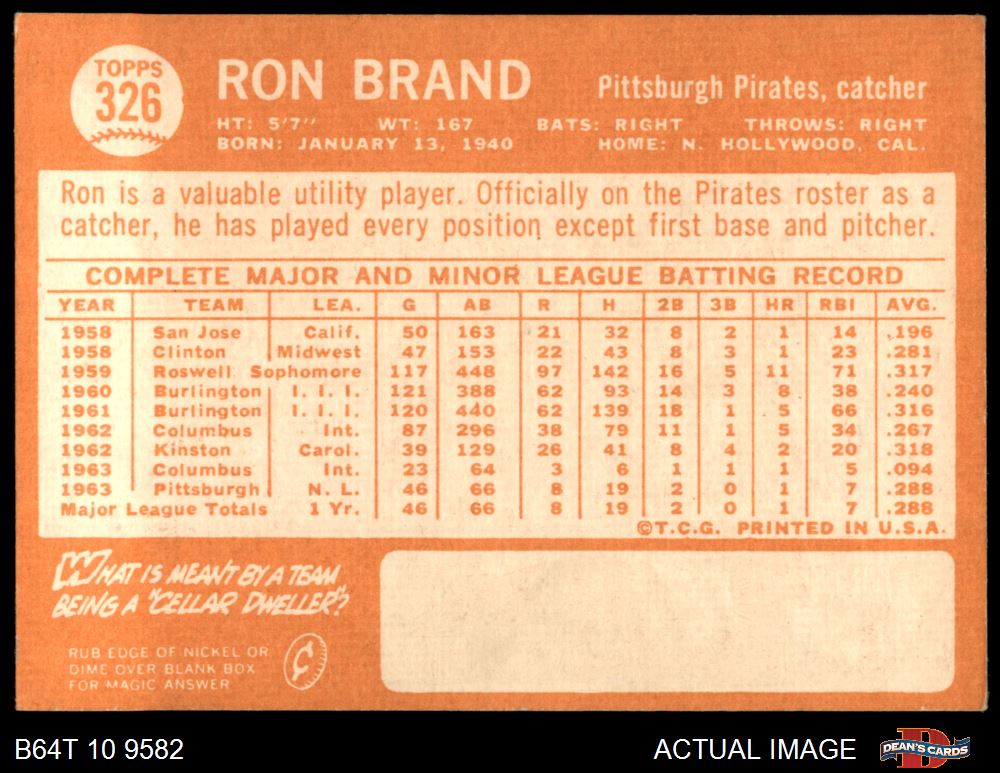 TOPPS
326
RON BRAND
Pittsburgh Pirates, catcher
HT: 5'7" WT: 167 BATS: RIGHT THROWS: RIGHT
BORN: JANUARY 13, 1940 HOME: N. HOLLYWOOD, CAL.
Ron is a valuable utility player. Officially on the Pirates roster as a
catcher, he has played every position except first base and pitcher.
COMPLETE MAJOR AND MINOR LEAGUE BATTING RECORD
YEAR TEAM LEA. G AB R H 2B 3B HR RBI AVG.
1958 San Jose Calif. 50 163 21 32 8 2 1 14 .196
1958 Clinton Midwest 47 153 22 43 8 3 1 23 .281
1959 Roswell Sophomore 117 448 97 142 16 5 11 71 .317
1960 Burlington I. I. I. 121 388 62 93 14 3 8 38 .240
1961 Burlington I. I. I. 120 440 62 139 18 1 5 66 .316
1962 Columbus Int. 87 296 38 79 11 1 5 34 .267
1962 Kinston Carol. 39 129 26 41 8 4 2 20 .318
1963 Columbus Int. 23 64 3 6 1 1 1 5 .094
1963 Pittsburgh N. L. 46 66 8 19 2 0 1 7 .288
Major League Totals 1 Yr. 46 66 8 19 2 0 1 7 .288
©T.C.G. PRINTED IN U.S.A.
WHAT IS MEANT BY A TEAM
BEING A "CELLAR DWELLER"?
RUB EDGE OF NICKEL OR
DIME OVER BLANK BOX
FOR MAGIC ANSWER
B64T 10 9582 ACTUAL IMAGE DEAN'S CARDS